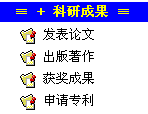 = + 科研成果 =
发表论文
出版著作
获奖成果
申请专利